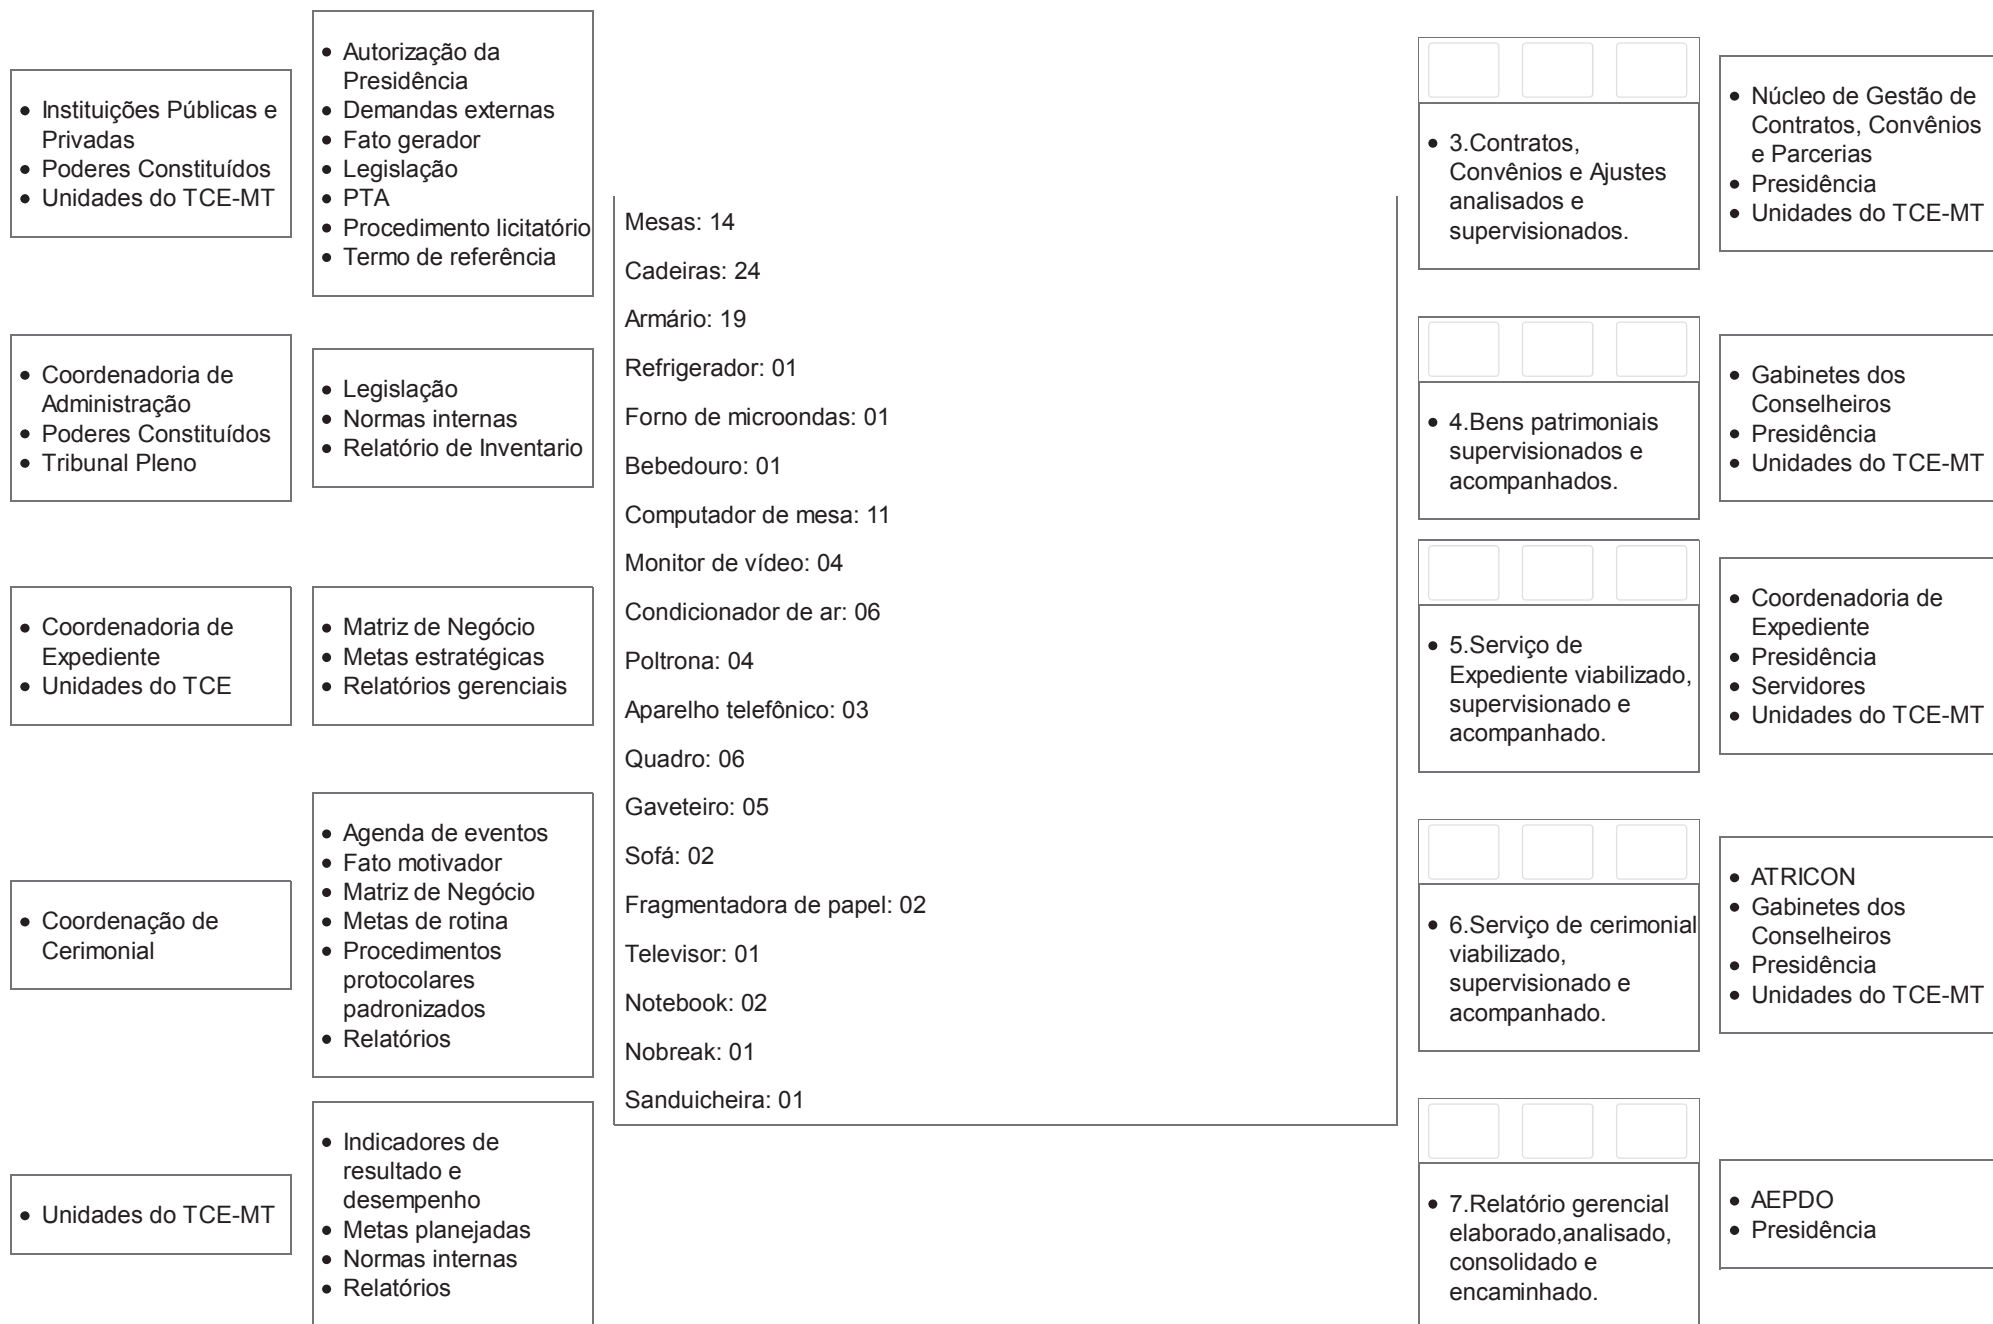 Instituições Públicas e
Privadas
Poderes Constituídos
Unidades do TCE-MT
Autorização da
Presidência
Demandas externas
Fato gerador
Legislação
PTA
Procedimento licitatório
Termo de referência
Coordenadoria de
Administração
Poderes Constituídos
Tribunal Pleno
Legislação
Normas internas
Relatório de Inventario
Coordenadoria de
Expediente
Unidades do TCE
Matriz de Negócio
Metas estratégicas
Relatórios gerenciais
Coordenação de
Cerimonial
Agenda de eventos
Fato motivador
Matriz de Negócio
Metas de rotina
Procedimentos
protocolares
padronizados
Relatórios
Unidades do TCE-MT
Indicadores de
resultado e
desempenho
Metas planejadas
Normas internas
Relatórios
Mesas: 14
Cadeiras: 24
Armário: 19
Refrigerador: 01
Forno de microondas: 01
Bebedouro: 01
Computador de mesa: 11
Monitor de vídeo: 04
Condicionador de ar: 06
Poltrona: 04
Aparelho telefônico: 03
Quadro: 06
Gaveteiro: 05
Sofá: 02
Fragmentadora de papel: 02
Televisor: 01
Notebook: 02
Nobreak: 01
Sanduicheira: 01
3.Contratos,
Convênios e Ajustes
analisados e
supervisionados.
Núcleo de Gestão de
Contratos, Convênios
e Parcerias
Presidência
Unidades do TCE-MT
4.Bens patrimoniais
supervisionados e
acompanhados.
Gabinetes dos
Conselheiros
Presidência
Unidades do TCE-MT
5.Serviço de
Expediente viabilizado,
supervisionado e
acompanhado.
Coordenadoria de
Expediente
Presidência
Servidores
Unidades do TCE-MT
6.Serviço de cerimonial
viabilizado,
supervisionado e
acompanhado.
ATRICON
Gabinetes dos
Conselheiros
Presidência
Unidades do TCE-MT
7.Relatório gerencial
elaborado,analisado,
consolidado e
encaminhado.
AEPDO
Presidência